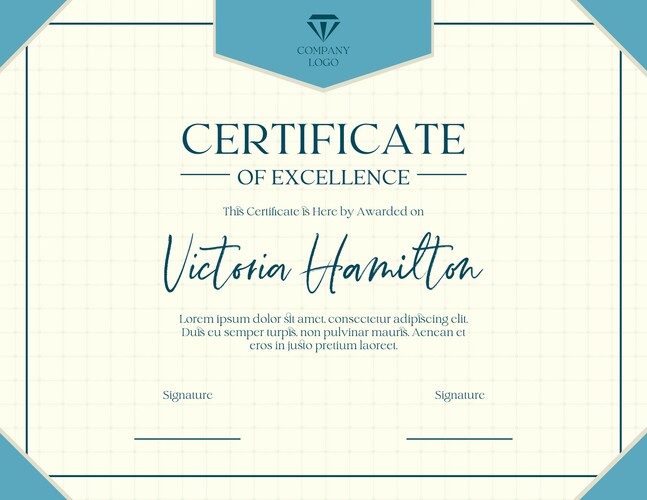 COMPANY
LOGO
CERTIFICATE
OF EXCELLENCE
This Certificate is Here by Awarded on
Victoria Hamilton
Lorem ipsum dolor sit amet, consectetur adipiscing elit.
Duis eu semper turpis, non pulvinar mauris. Aenean et
eros in justo pretium laoreet.
Signature Signature